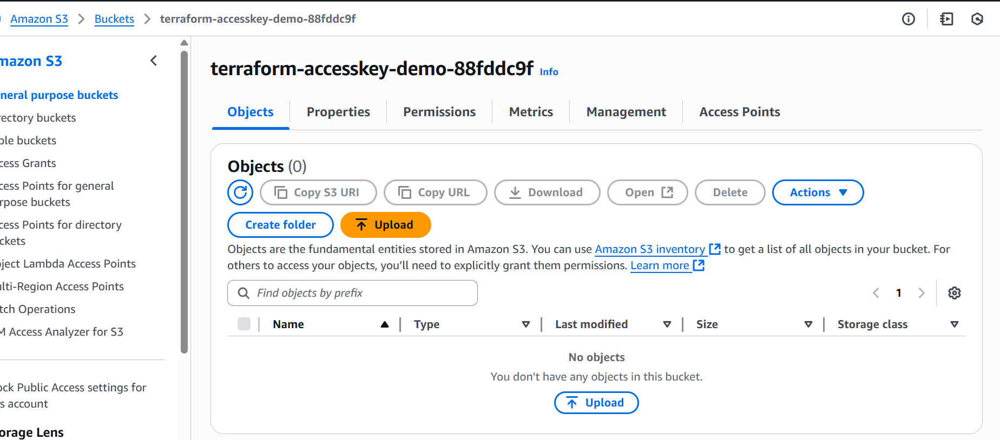 Amazon S3 > Buckets > terraform-accesskey-demo-88fddc9f
mazon S3
neral purpose buckets
rectory buckets
ble buckets
cess Grants
cess Points for general
rpose buckets
cess Points for directory
ckets
ject Lambda Access Points
ulti-Region Access Points
tch Operations
M Access Analyzer for S3
ock Public Access settings for
s account
orage Lens
terraform-accesskey-demo-88fddc9f Info
Objects Properties Permissions Metrics Management Access Points
Objects (0)
Copy S3 URI Copy URL Download Open Delete Actions
Create folder Upload
Objects are the fundamental entities stored in Amazon S3. You can use Amazon S3 inventory to get a list of all objects in your bucket. For
others to access your objects, you’ll need to explicitly grant them permissions. Learn more
Find objects by prefix
1
Name Type Last modified Size Storage class
No objects
You don't have any objects in this bucket.
Upload